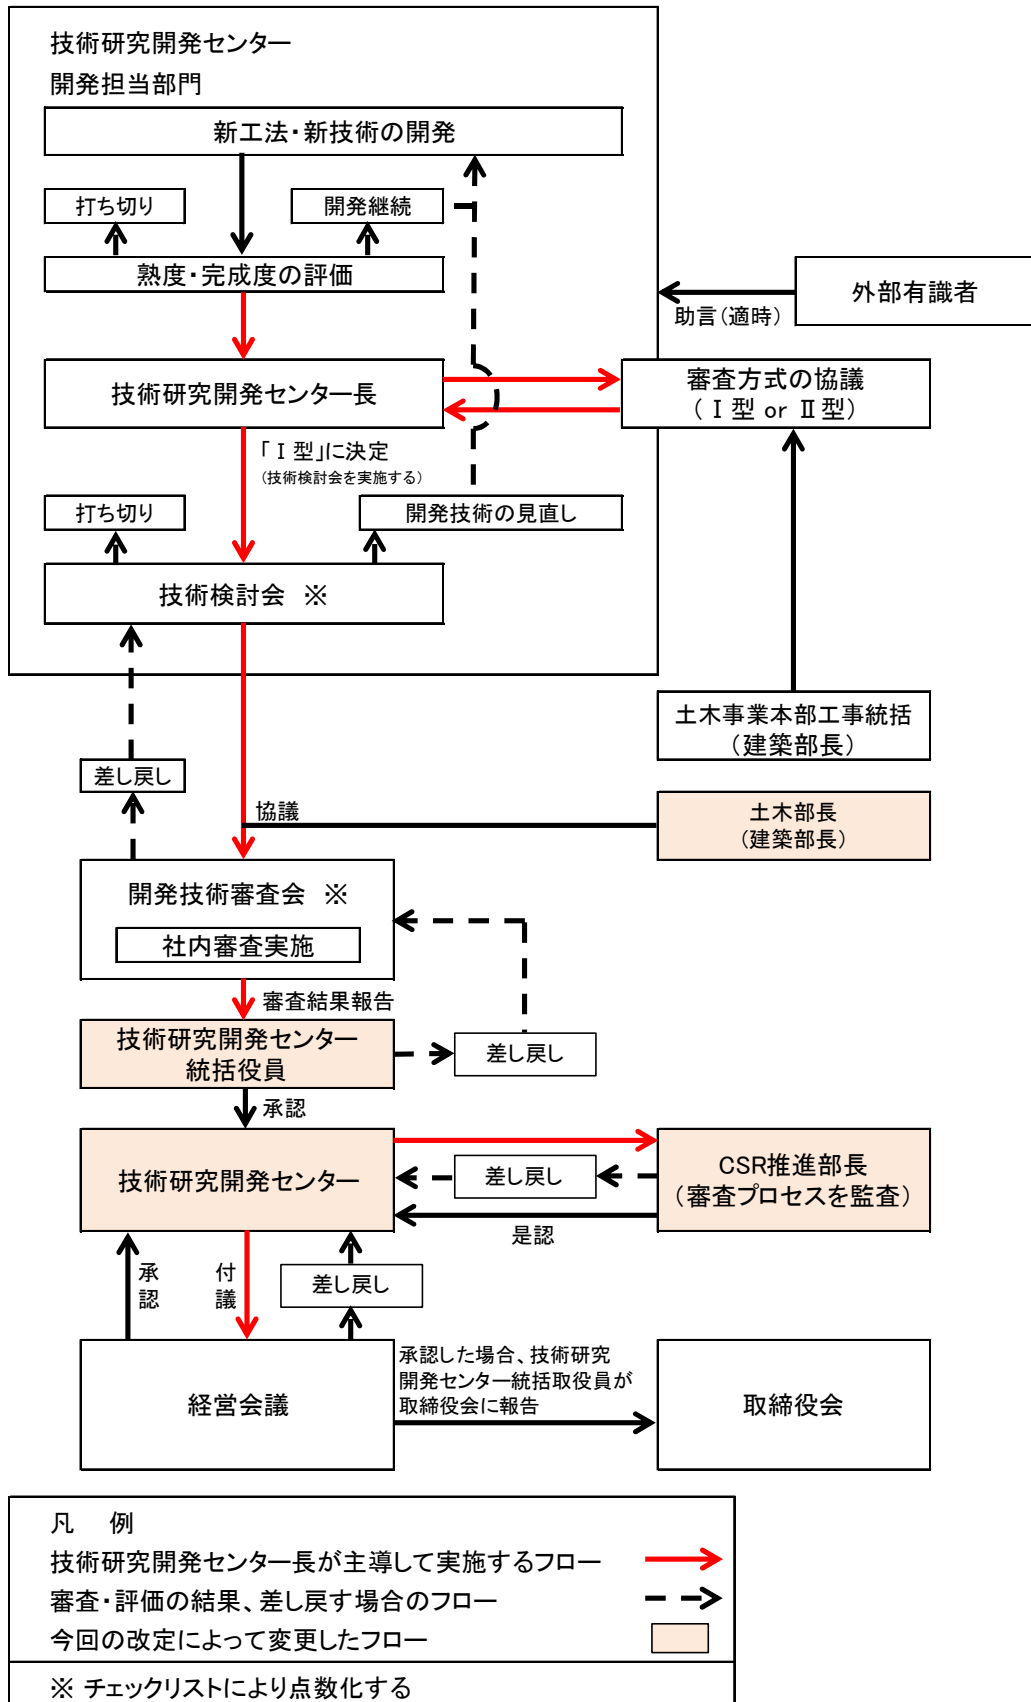 技術研究開発センター
開発担当部門
新工法・新技術の開発
打ち切り
開発継続
熟度・完成度の評価
外部有識者
助言(適時)
技術研究開発センター長
審査方式の協議
(Ⅰ型 or Ⅱ型)
「Ⅰ型」に決定
(技術検討会を実施する)
打ち切り
開発技術の見直し
技術検討会 ※
土木事業本部工事統括
(建築部長)
差し戻し
協議
土木部長
(建築部長)
開発技術審査会 ※
社内審査実施
審査結果報告
技術研究開発センター
統括役員
差し戻し
承認
技術研究開発センター
差し戻し
CSR推進部長
(審査プロセスを監査)
是認
承認
付議
差し戻し
経営会議
承認した場合、技術研究
開発センター統括取役員が
取締役会に報告
取締役会
凡 例
技術研究開発センター長が主導して実施するフロー
審査・評価の結果、差し戻す場合のフロー
今回の改定によって変更したフロー
※ チェックリストにより点数化する